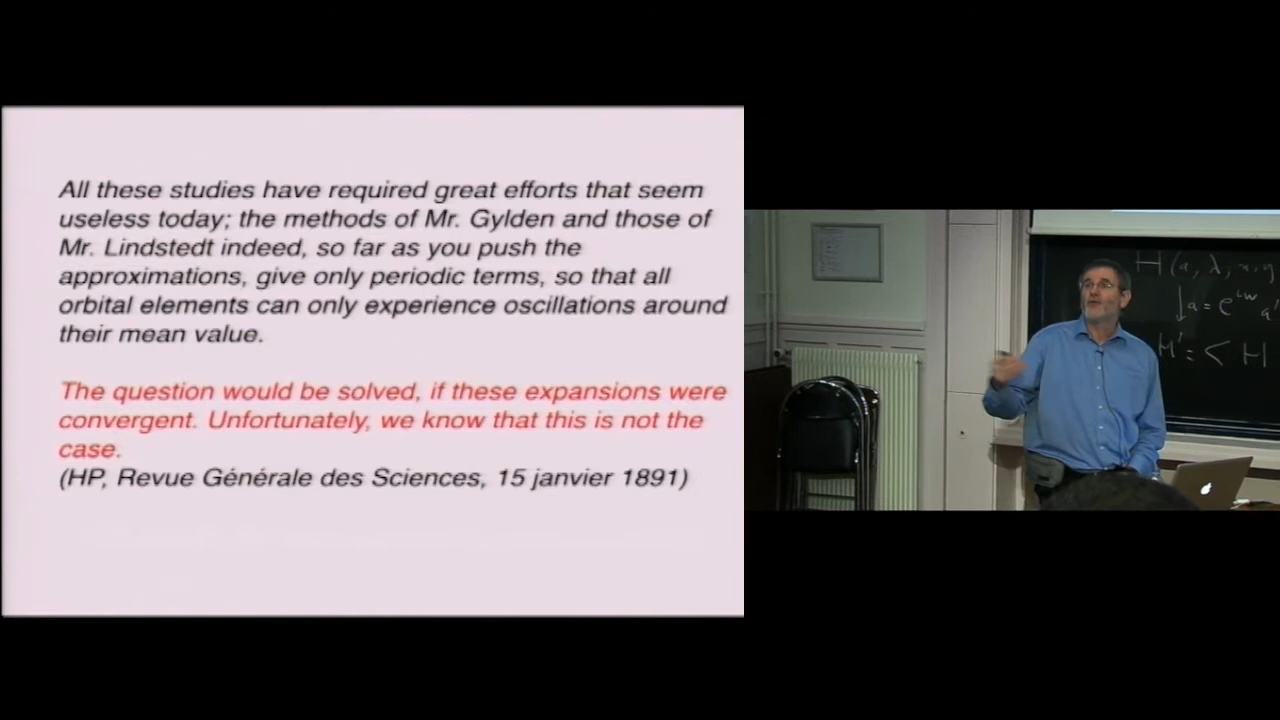 All these studies have required great efforts that seem
useless today; the methods of Mr. Gylden and those of
Mr. Lindstedt indeed, so far as you push the
approximations, give only periodic terms, so that all
orbital elements can only experience oscillations around
their mean value.
The question would be solved, if these expansions were
convergent. Unfortunately, we know that this is not the
case.
(HP, Revue Générale des Sciences, 15 janvier 1891)
H(a, λ, x, y
↓a = e^{iw} a'
H' = < H